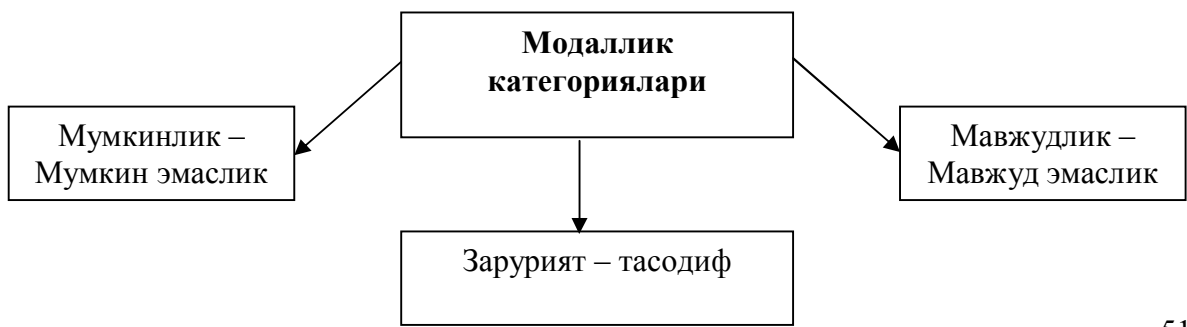 Модаллик
категориялари
Мумкинлик –
Мумкин эмаслик
Мавжудлик –
Мавжуд эмаслик
Зарурият – тасодиф
51